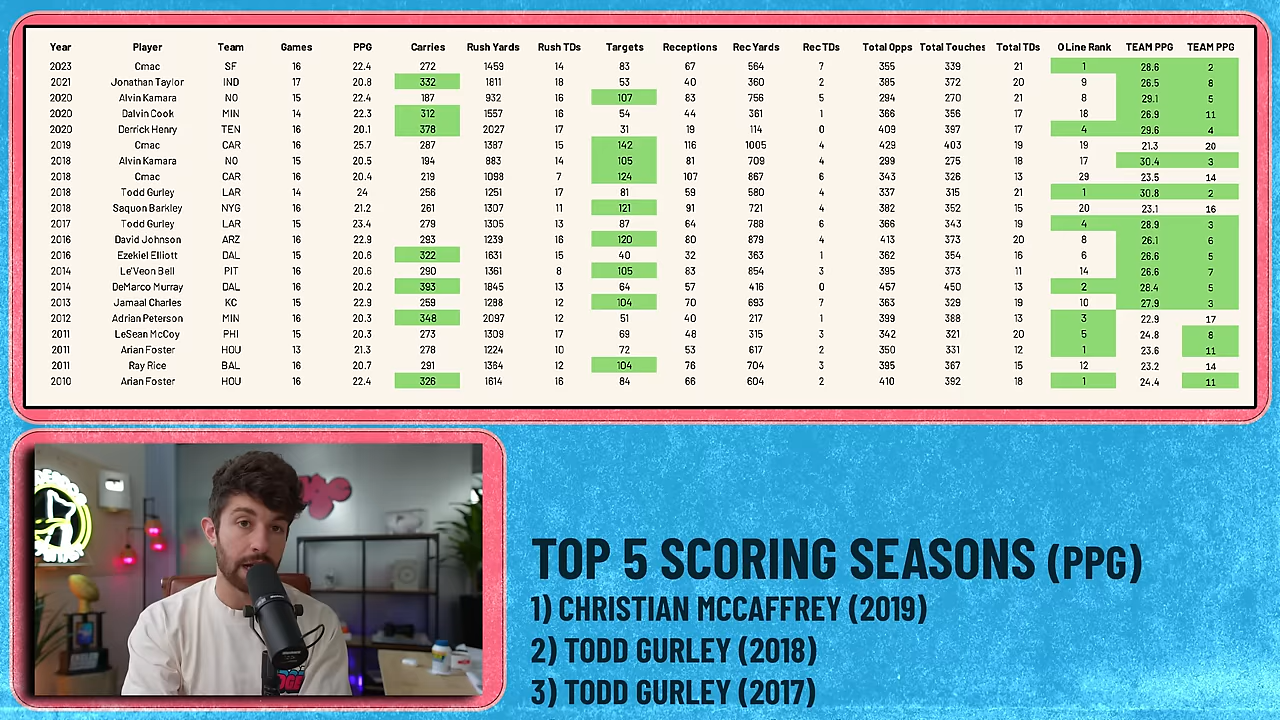 Year Player Team Games PPG Carries Rush Yards Rush TDs Targets Receptions Rec Yards Rec TDs Total Opps Total Touches Total TDs O Line Rank TEAM PPG TEAM PPG
2023 Cmac SF 16 22.4 272 1459 14 83 67 564 7 355 339 21 1 28.6 2
2021 Jonathan Taylor IND 17 20.8 332 1811 18 53 40 360 2 385 372 20 9 26.5 8
2020 Alvin Kamara NO 15 22.4 187 932 16 107 83 756 5 294 270 21 8 29.1 5
2020 Dalvin Cook MIN 14 22.3 312 1557 16 54 44 361 1 366 356 17 18 26.9 11
2020 Derrick Henry TEN 16 20.1 378 2027 17 31 19 114 0 409 397 17 4 29.6 4
2019 Cmac CAR 16 25.7 287 1387 15 142 116 1005 4 429 403 19 19 21.3 20
2018 Alvin Kamara NO 15 20.5 194 883 14 105 81 709 4 299 275 18 17 30.4 3
2018 Cmac CAR 16 20.4 219 1098 7 124 107 867 6 343 326 13 29 23.5 14
2018 Todd Gurley LAR 14 24 256 1251 17 81 59 580 4 337 315 21 1 30.8 2
2018 Saquon Barkley NYG 16 21.2 261 1307 11 121 91 721 4 382 352 15 20 23.1 16
2017 Todd Gurley LAR 15 23.4 279 1305 13 87 64 788 6 366 343 19 4 28.9 3
2016 David Johnson ARZ 16 22.9 293 1239 16 120 80 879 4 413 373 20 8 26.1 6
2016 Ezekiel Elliott DAL 15 20.6 322 1631 15 40 32 363 1 362 354 16 6 26.6 5
2014 Le'Veon Bell PIT 16 20.6 290 1361 8 105 83 854 3 395 373 11 14 26.6 7
2014 DeMarco Murray DAL 16 20.2 393 1845 13 64 57 416 0 457 450 13 2 28.4 5
2013 Jamaal Charles KC 15 22.9 259 1288 12 104 70 693 7 363 329 19 10 27.9 3
2012 Adrian Peterson MIN 16 20.3 348 2097 12 51 40 217 1 399 388 13 3 22.9 17
2011 LeSean McCoy PHI 15 20.3 273 1309 17 69 48 315 3 342 321 20 5 24.8 8
2011 Arian Foster HOU 13 21.3 278 1224 10 72 53 617 2 350 331 12 1 23.6 11
2011 Ray Rice BAL 16 20.7 291 1364 12 104 76 704 3 395 367 15 12 23.2 14
2010 Arian Foster HOU 16 22.4 326 1614 16 84 66 604 2 410 392 18 1 24.4 11
TOP 5 SCORING SEASONS (PPG)
1) CHRISTIAN MCCAFFREY (2019)
2) TODD GURLEY (2018)
3) TODD GURLEY (2017)